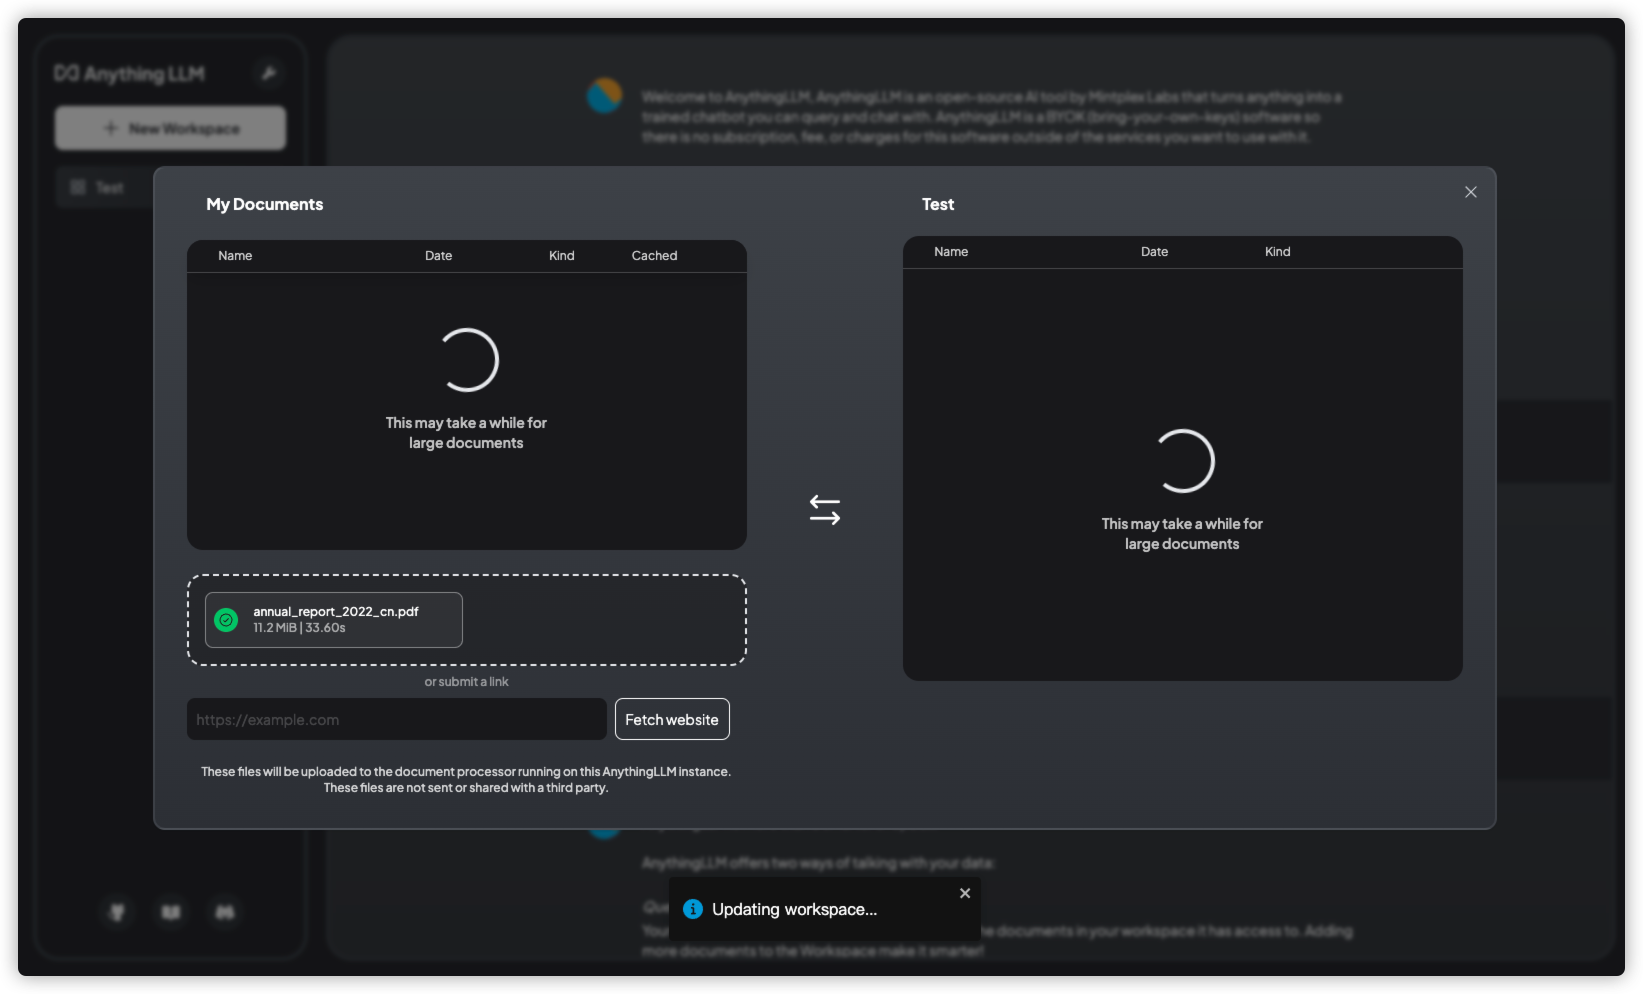 Anything LLM
+ New Workspace
Test
Welcome to AnythingLLM, AnythingLLM is an open-source AI tool by Mintplex Labs that turns anything into a
trained chatbot you can query and chat with. AnythingLLM is a BYOK (bring-your-own-keys) software so
there is no subscription, fee, or charges for this software outside of the services you want to use with it.
My Documents
Name Date Kind Cached
This may take a while for
large documents
annual_report_2022_cn.pdf
11.2 MiB | 33.60s
or submit a link
https://example.com
Fetch website
These files will be uploaded to the document processor running on this AnythingLLM instance.
These files are not sent or shared with a third party.
Test
Name Date Kind
This may take a while for
large documents
AnythingLLM offers two ways of talking with your data:
Updating workspace...
documents in your workspace it has access to. Adding
more documents to the Workspace make it smarter!